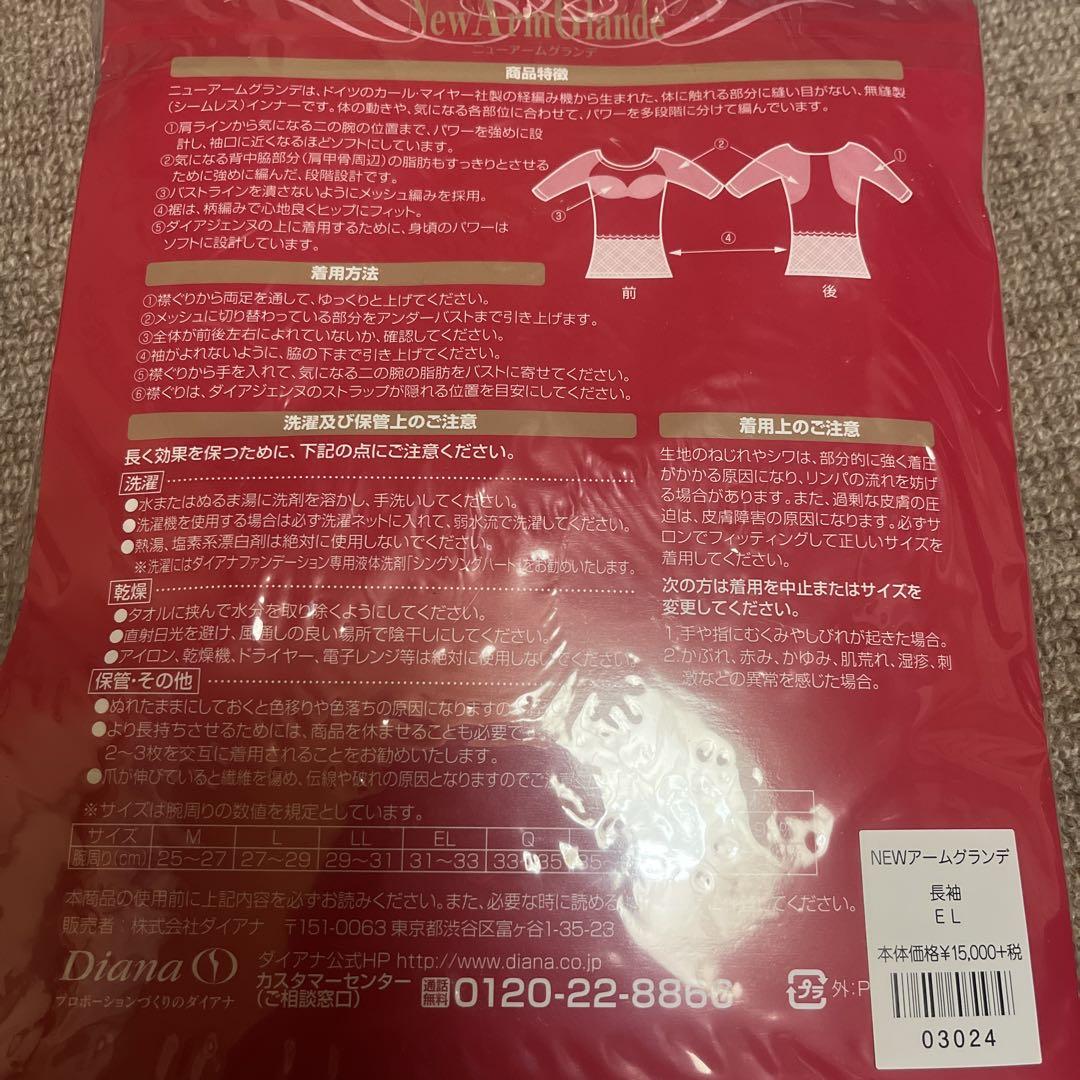 New Arm Glande
ニューアームグランデ
商品特徴
ニューアームグランデは、ドイツのカール・マイヤー社製の経編み機から生まれた、体に触れる部分に縫い目がない、無縫製
(シームレス)インナーです。体の動きや、気になる各部位に合わせて、パワーを多段階に分けて編んでいます。
①肩ラインから気になる二の腕の位置まで、パワーを強めに設
計し、袖口に近くなるほどソフトにしています。
②気になる背中脇部分(肩甲骨周辺)の脂肪もすっきりとさせる
ために強めに編んだ、段階設計です。
③バストラインを潰さないようにメッシュ編みを採用。
④裾は、柄編みで心地良くヒップにフィット。
⑤ダイアジェンヌの上に着用するために、身頃のパワーは
ソフトに設計しています。
② ①
③
④
前 後
着用方法
①襟ぐりから両足を通して、ゆっくりと上げてください。
②メッシュに切り替わっている部分をアンダーバストまで引き上げます。
③全体が前後左右によれていないか、確認してください。
④袖がよれないように、脇の下まで引き上げてください。
⑤襟ぐりから手を入れて、気になる二の腕の脂肪をバストに寄せてください。
⑥襟ぐりは、ダイアジェンヌのストラップが隠れる位置を目安にしてください。
洗濯及び保管上のご注意
長く効果を保つために、下記の点にご注意ください。
洗濯
●水またはぬるま湯に洗剤を溶かし、手洗いしてください。
●洗濯機を使用する場合は必ず洗濯ネットに入れて、弱水流で洗濯してください。
●熱湯、塩素系漂白剤は絶対に使用しないでください。
※洗濯にはダイアナファンデーション専用液体洗剤「シングソングハート」をお勧めいたします。
乾燥
●タオルに挟んで水分を取り除くようにしてください。
●直射日光を避け、風通しの良い場所で陰干しにしてください。
●アイロン、乾燥機、ドライヤー、電子レンジ等は絶対に使用しないでください。
保管・その他
●ぬれたままにしておくと色移りや色落ちの原因になりますの
●より長持ちさせるためには、商品を休ませることも必要で
2〜3枚を交互に着用されることをお勧めいたします。
●爪が伸びていると繊維を傷め、伝線や破れの原因となりますのでご
※サイズは腕周りの数値を規定としています。
サイズ M L LL EL Q
腕周り(cm) 25〜27 27〜29 29〜31 31〜33 33〜35
本商品の使用前に上記内容を必ずお読みください。また、必要な時に読める てください。
販売者:株式会社ダイアナ 〒151-0063 東京都渋谷区富ヶ谷1-35-23
Diana
プロポーションづくりのダイアナ
ダイアナ公式HP http://www.diana.co.jp
カスタマーセンター
(ご相談窓口)
通話
無料
0120-22-886
プラ 外:P
着用上のご注意
生地のねじれやシワは、部分的に強く着圧
がかかる原因になり、リンパの流れを妨げ
る場合があります。また、過剰な皮膚の圧
迫は、皮膚障害の原因になります。必ずサ
ロンでフィッティングして正しいサイズを
着用してください。
次の方は着用を中止またはサイズを
変更してください。
1.手や指にむくみやしびれが起きた場合。
2.かぶれ、赤み、かゆみ、肌荒れ、湿疹、刺
激などの異常を感じた場合。
NEWアームグランデ
長袖
EL
本体価格¥15,000+税
03024